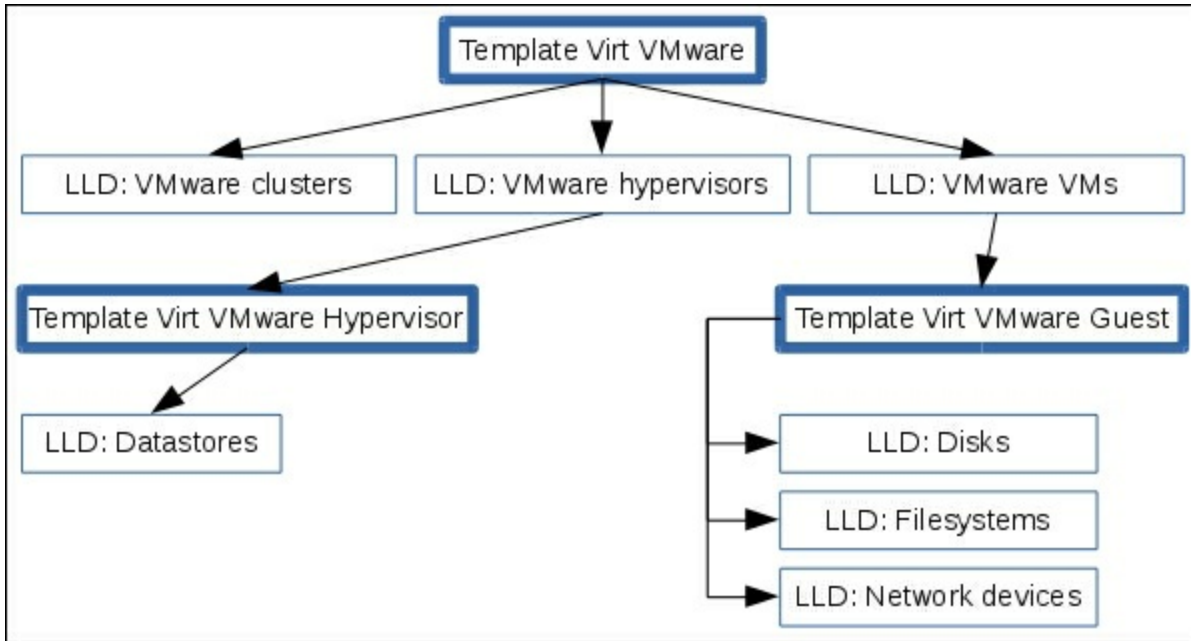 Template Virt VMware
LLD: VMware clusters
LLD: VMware hypervisors
LLD: VMware VMs
Template Virt VMware Hypervisor
Template Virt VMware Guest
LLD: Datastores
LLD: Disks
LLD: Filesystems
LLD: Network devices